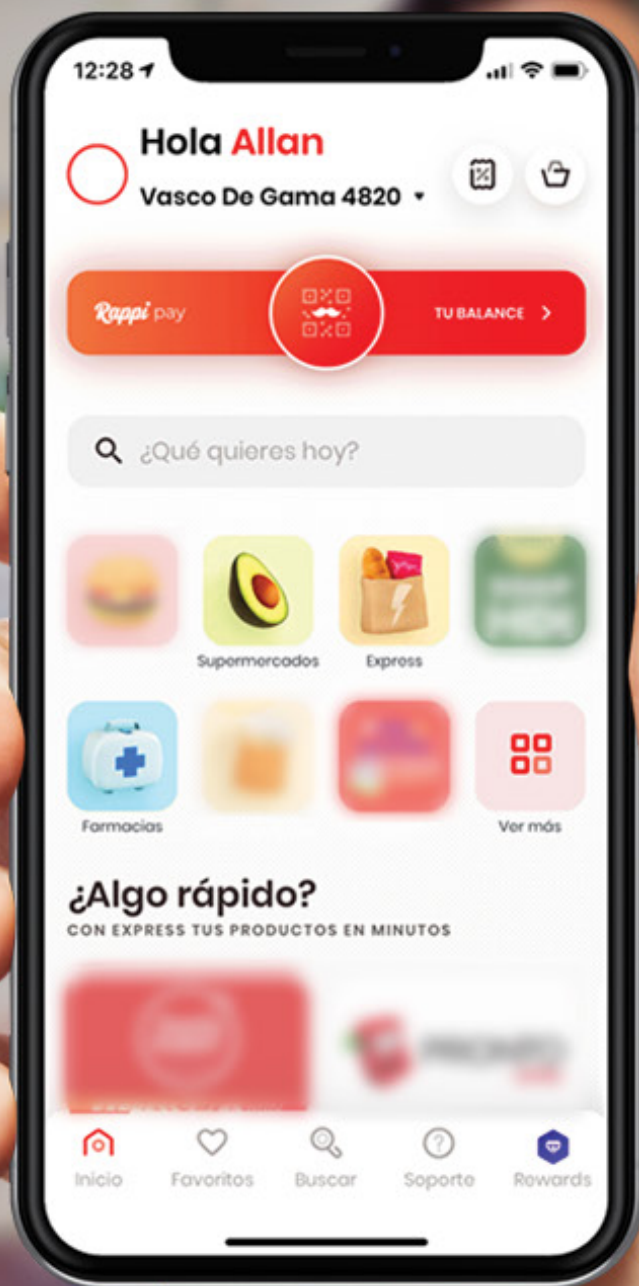 12:28
Hola Allan
Vasco De Gama 4820
Rappi pay
TU BALANCE
¿Qué quieres hoy?
Supermercados
Express
Farmacias
Ver más
¿Algo rápido?
CON EXPRESS TUS PRODUCTOS EN MINUTOS
PRONTO
Inicio
Favoritos
Buscar
Soporte
Rewards